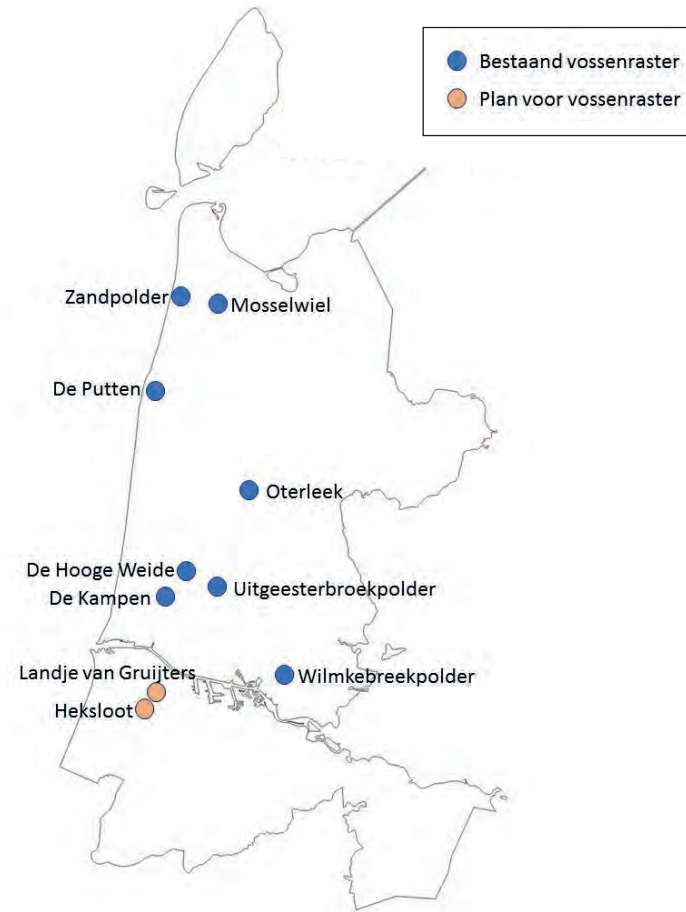 Bestaand vossenraster
Plan voor vossenraster
Zandpolder
Mosselwiel
De Putten
Oterleek
De Hooge Weide
Uitgeesterbroekpolder
De Kampen
Landje van Gruijters
Wilmkebreekpolder
Heksloot